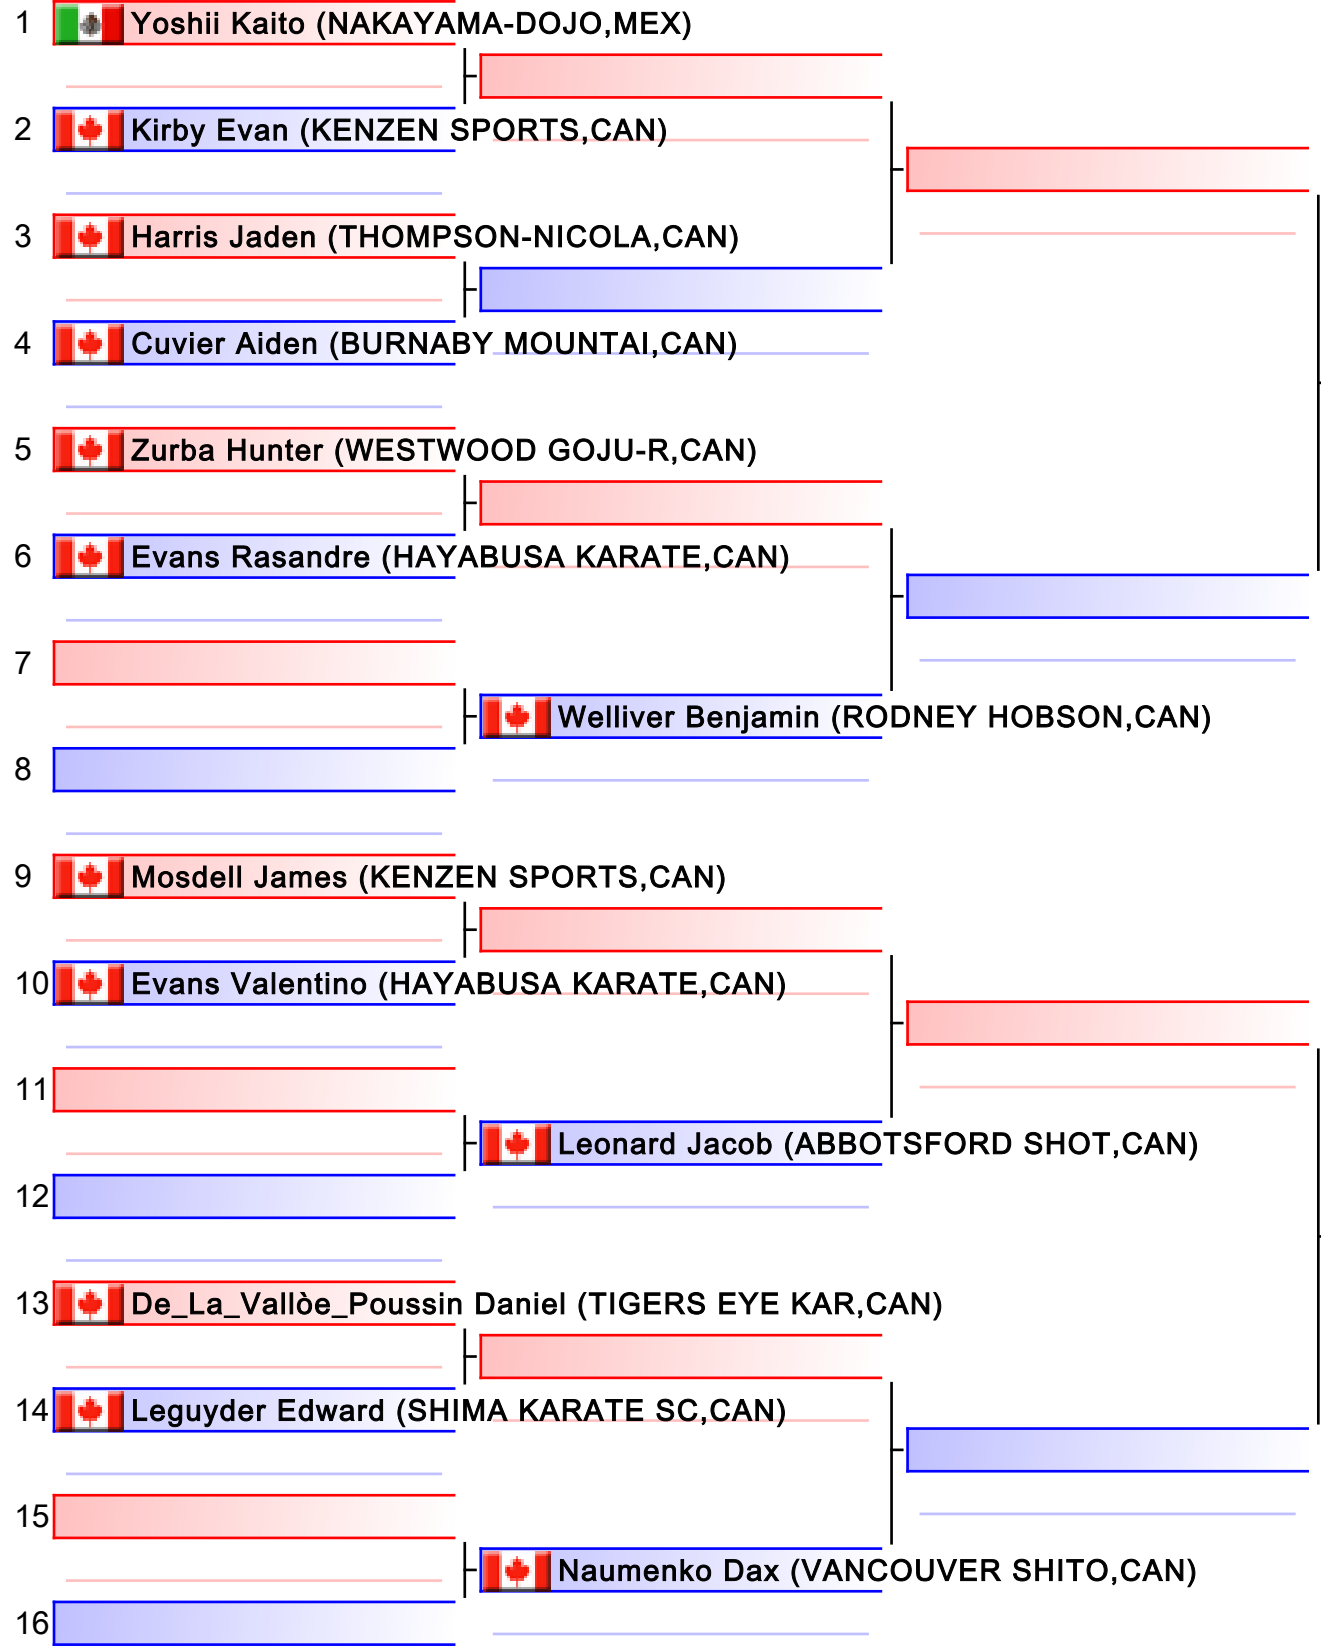 1 Yoshii Kaito (NAKAYAMA-DOJO,MEX)
2 Kirby Evan (KENZEN SPORTS,CAN)
3 Harris Jaden (THOMPSON-NICOLA,CAN)
4 Cuvier Aiden (BURNABY MOUNTAI,CAN)
5 Zurba Hunter (WESTWOOD GOJU-R,CAN)
6 Evans Rasandre (HAYABUSA KARATE,CAN)
7
Welliver Benjamin (RODNEY HOBSON,CAN)
8
9 Mosdell James (KENZEN SPORTS,CAN)
10 Evans Valentino (HAYABUSA KARATE,CAN)
11
Leonard Jacob (ABBOTSFORD SHOT,CAN)
12
13 De_La_Vallòe_Poussin Daniel (TIGERS EYE KAR,CAN)
14 Leguyder Edward (SHIMA KARATE SC,CAN)
15
Naumenko Dax (VANCOUVER SHITO,CAN)
16